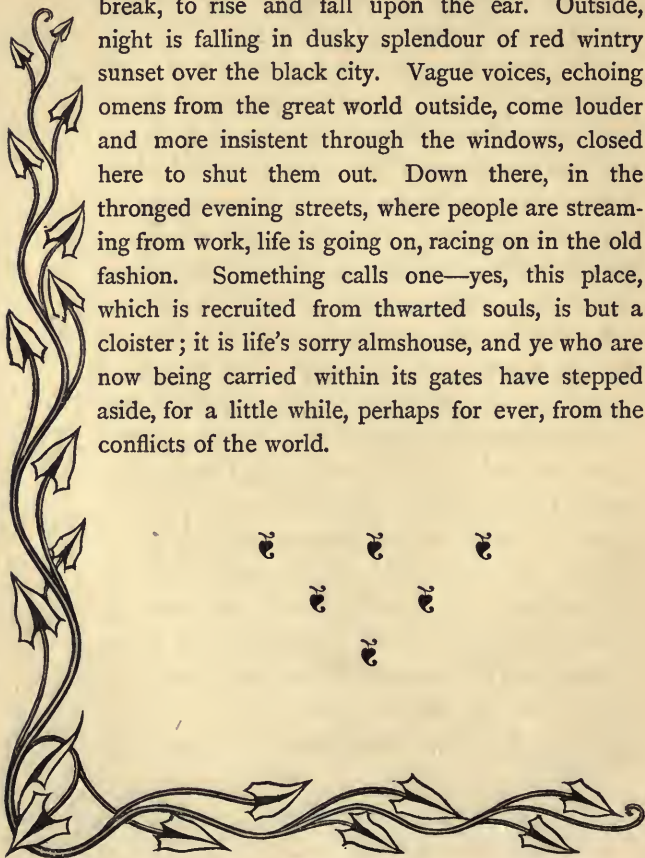 break, to rise and fall upon the ear. Outside,
night is falling in dusky splendour of red wintry
sunset over the black city. Vague voices, echoing
omens from the great world outside, come louder
and more insistent through the windows, closed
here to shut them out. Down there, in the
thronged evening streets, where people are stream-
ing from work, life is going on, racing on in the old
fashion. Something calls one—yes, this place,
which is recruited from thwarted souls, is but a
cloister; it is life's sorry almshouse, and ye who are
now being carried within its gates have stepped
aside, for a little while, perhaps for ever, from the
conflicts of the world.